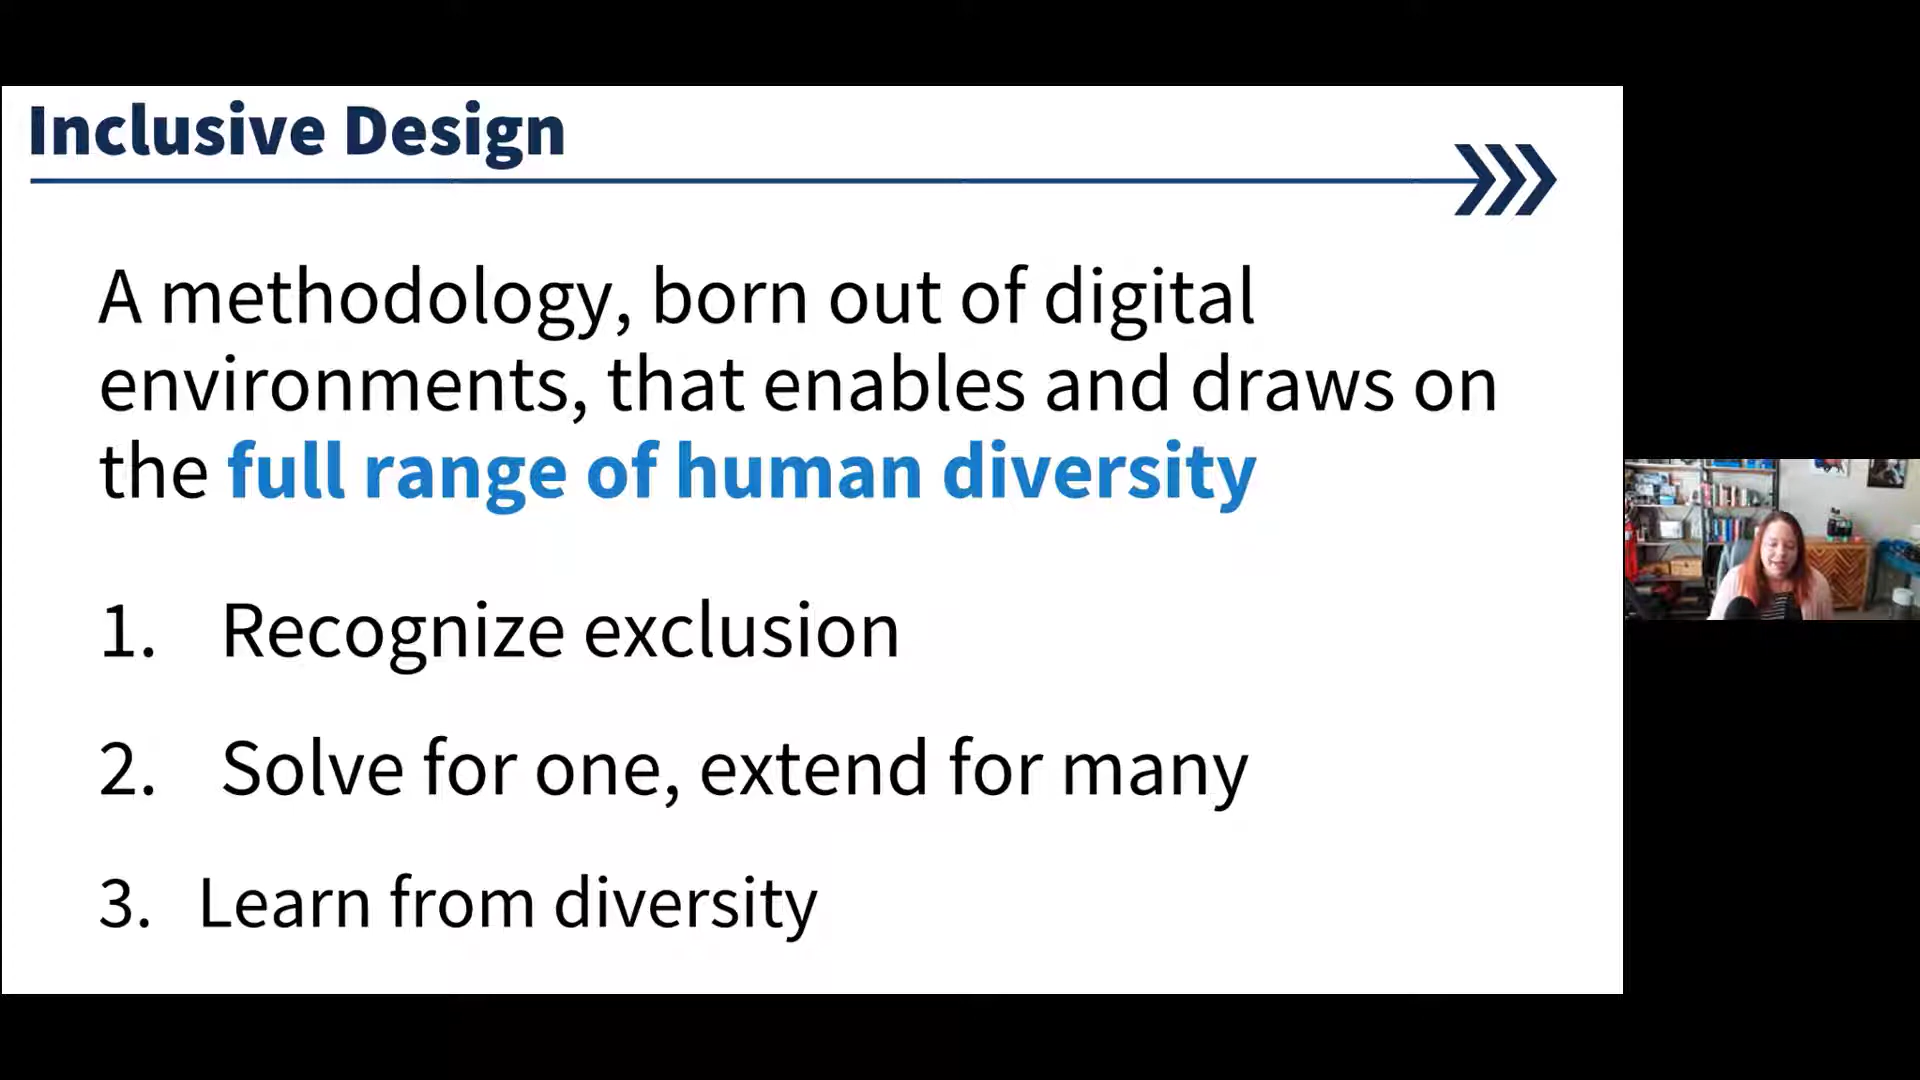 Inclusive Design
A methodology, born out of digital
environments, that enables and draws on
the full range of human diversity
1. Recognize exclusion
2. Solve for one, extend for many
3. Learn from diversity